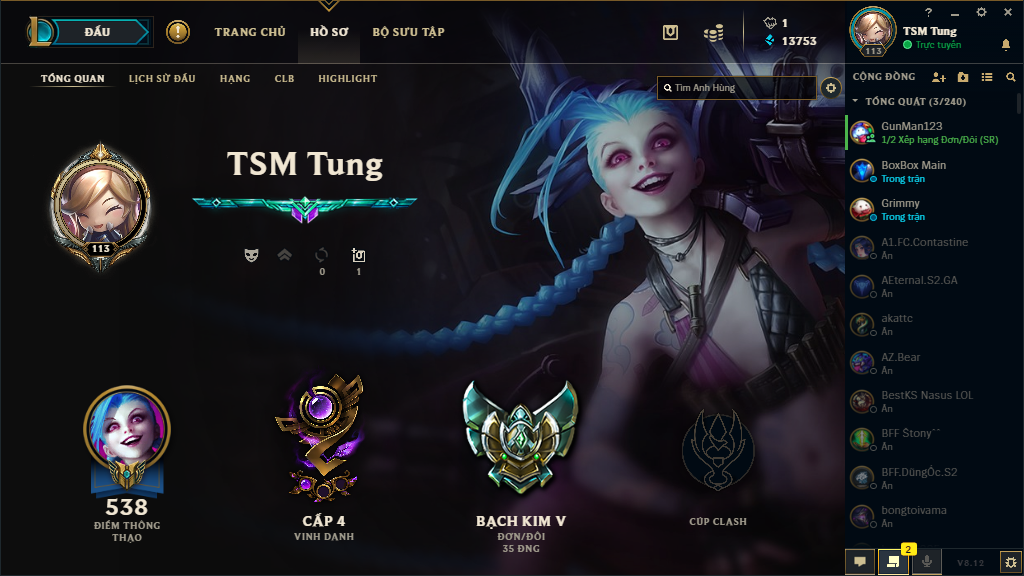 ĐẤU
TRANG CHỦ
HỒ SƠ
BỘ SƯU TẬP
1
13753
TỔNG QUAN
LỊCH SỬ ĐẤU
HẠNG
CLB
HIGHLIGHT
Tìm Anh Hùng
TSM Tung
113
0
1
538
ĐIỂM THÔNG
THẠO
CẤP 4
VINH DANH
BẠCH KIM V
ĐƠN/ĐÔI
35 ĐNG
CÚP CLASH
TSM Tung
Trực tuyến
113
CỘNG ĐỒNG
TỔNG QUÁT (3/240)
GunMan123
1/2 Xếp hạng Đơn/Đôi (SR)
BoxBox Main
Trong trận
Grimmy
Trong trận
A1.FC.Contastine
Ẩn
AEternal.S2.GA
Ẩn
akattc
Ẩn
AZ.Bear
Ẩn
BestKS Nasus LOL
Ẩn
BFF Štony^^
Ẩn
BFF.DũngÓc.S2
Ẩn
bongtoivama
Ẩn
2
V8.12